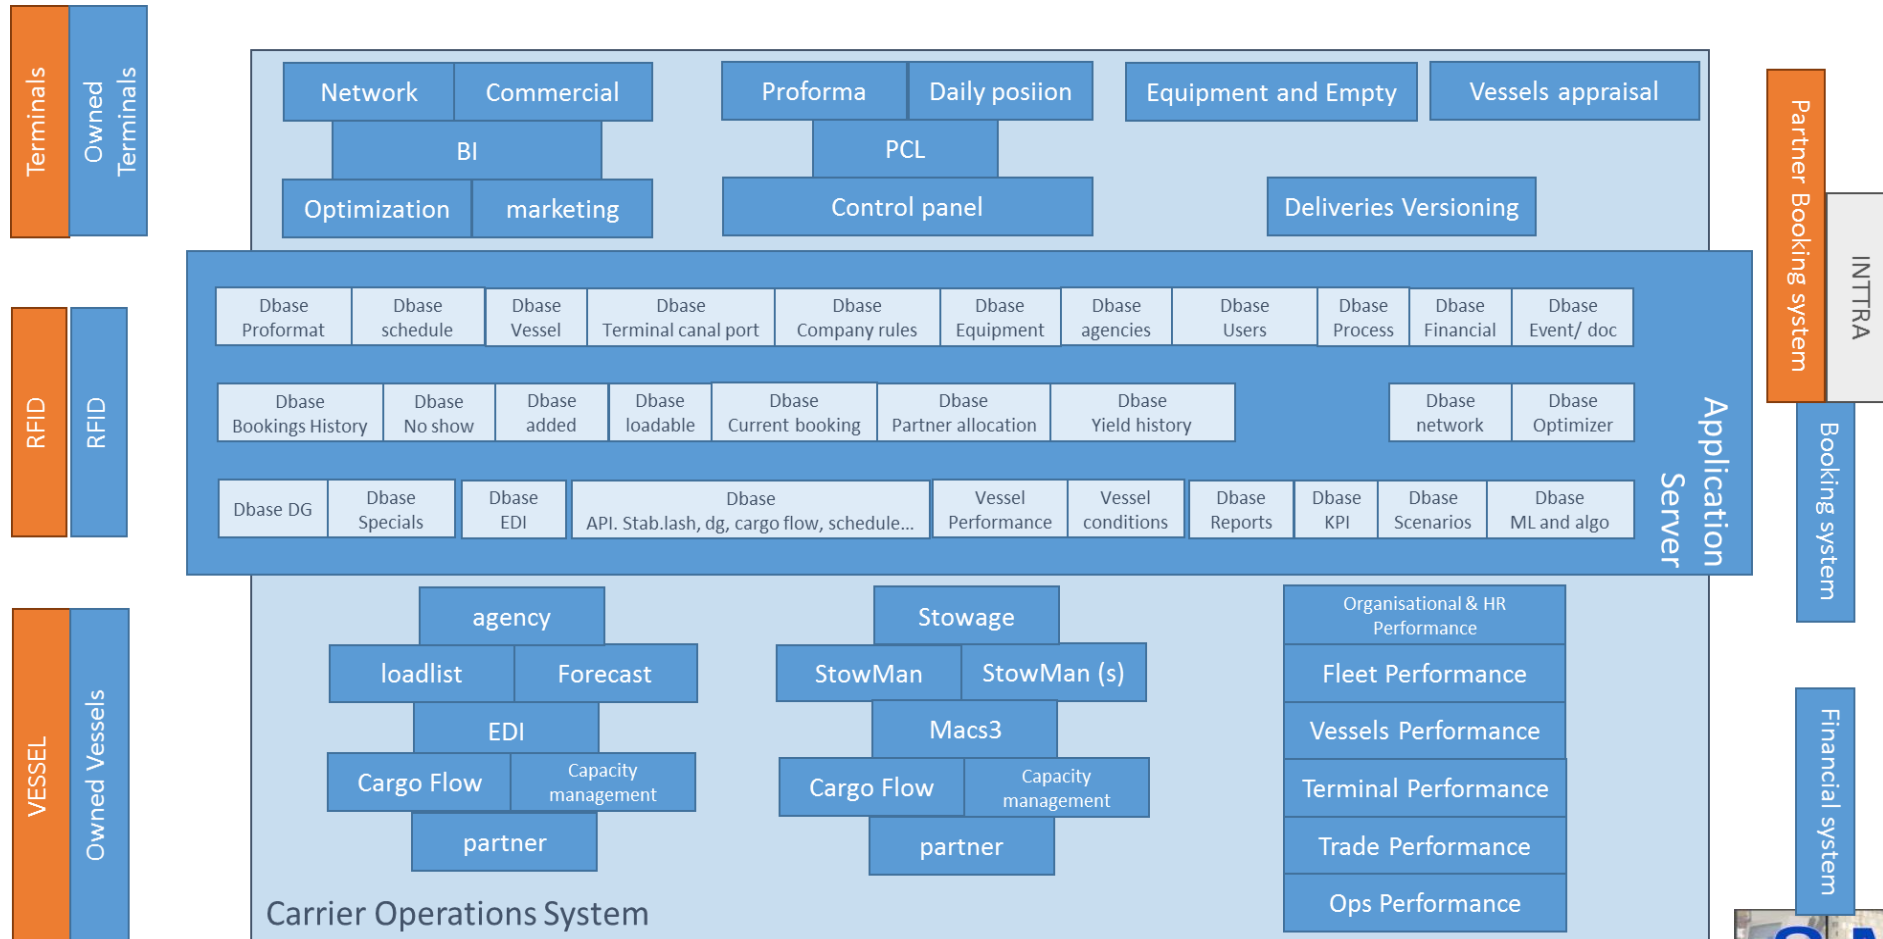 Terminals
Owned
Terminals
RFID
RFID
VESSEL
Owned Vessels
Network
Commercial
BI
Optimization
marketing
Proforma
Daily posiion
PCL
Control panel
Equipment and Empty
Vessels appraisal
Deliveries Versioning
Dbase
Proformat
Dbase
schedule
Dbase
Vessel
Dbase
Terminal canal port
Dbase
Company rules
Dbase
Equipment
Dbase
agencies
Dbase
Users
Dbase
Process
Dbase
Financial
Dbase
Event/ doc
Dbase
Bookings History
Dbase
No show
Dbase
added
Dbase
loadable
Dbase
Current booking
Dbase
Partner allocation
Dbase
Yield history
Dbase
network
Dbase
Optimizer
Dbase DG
Dbase
Specials
Dbase
EDI
Dbase
API. Stab.lash, dg, cargo flow, schedule...
Vessel
Performance
Vessel
conditions
Dbase
Reports
Dbase
KPI
Dbase
Scenarios
Dbase
ML and algo
Application
Server
agency
loadlist
Forecast
EDI
Cargo Flow
Capacity
management
partner
Stowage
StowMan
StowMan (s)
Macs3
Cargo Flow
Capacity
management
partner
Organisational & HR
Performance
Fleet Performance
Vessels Performance
Terminal Performance
Trade Performance
Ops Performance
Carrier Operations System
Partner Booking system
INTTRA
Booking system
Financial system